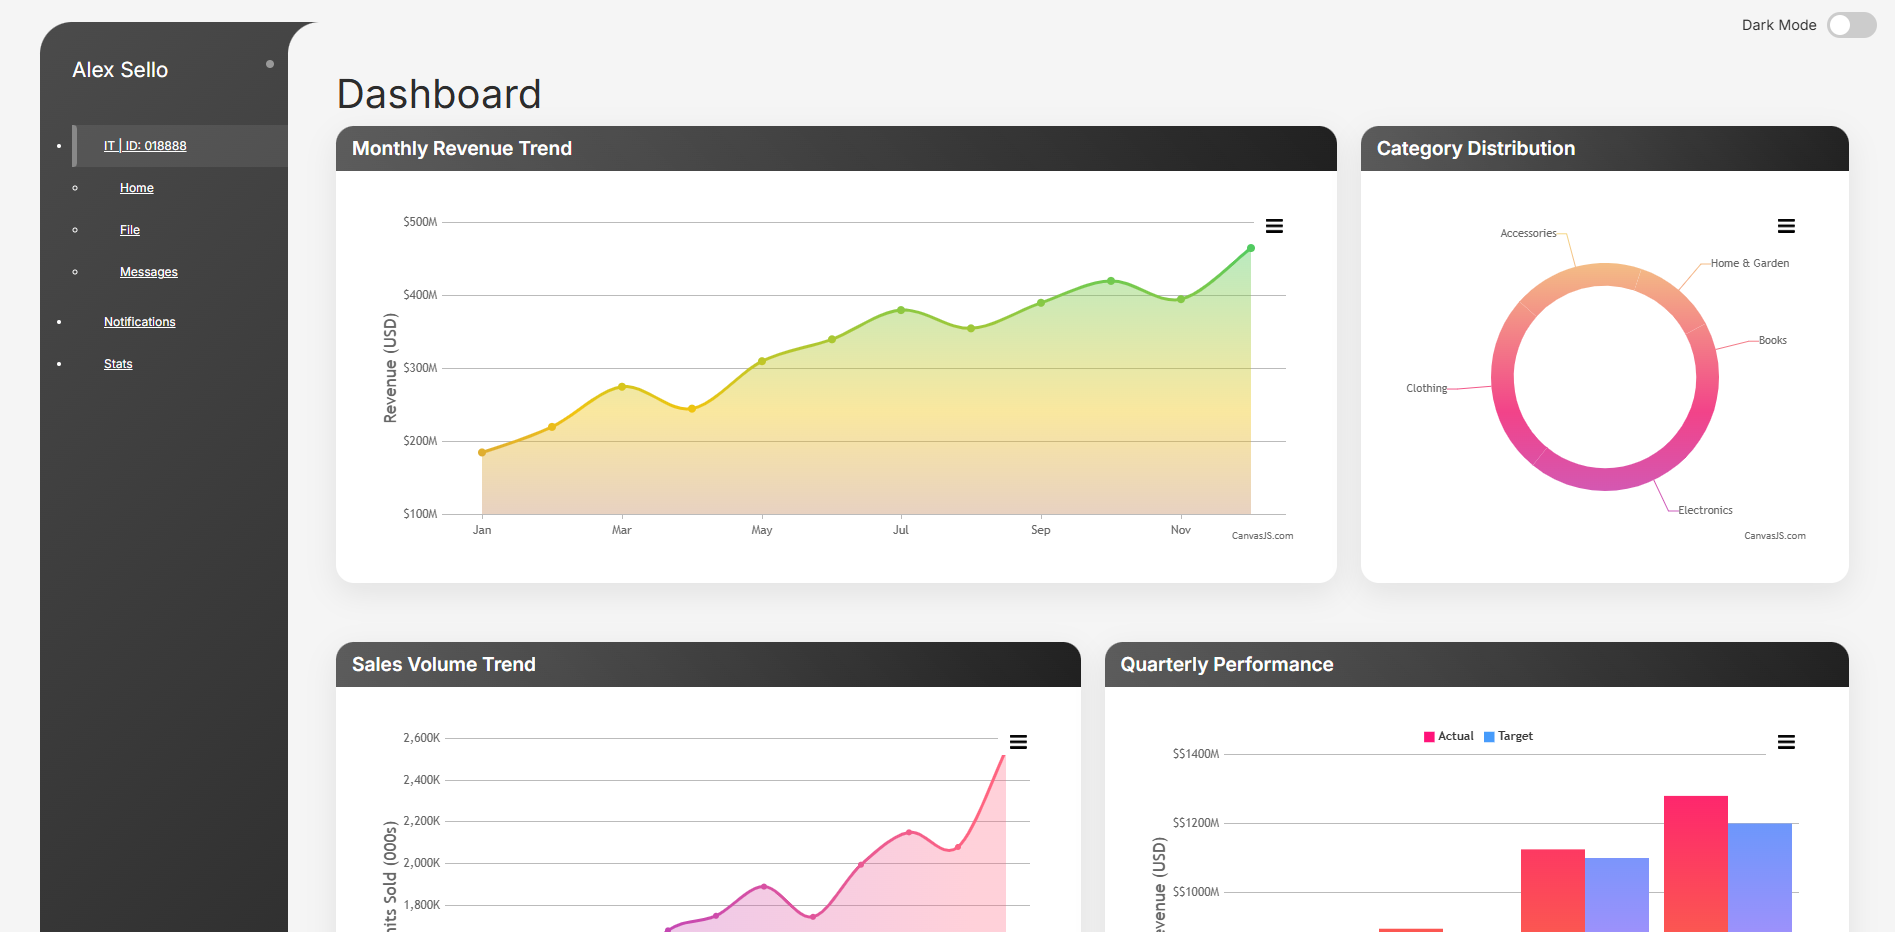 Dark Mode
Alex Sello
IT | ID: 018888
Home
File
Messages
Notifications
Stats
Dashboard
Monthly Revenue Trend
$500M
$400M
$300M
$200M
$100M
Revenue (USD)
Jan
Mar
May
Jul
Sep
Nov
CanvasJS.com
Category Distribution
Accessories
Home & Garden
Books
Clothing
Electronics
CanvasJS.com
Sales Volume Trend
2,600K
2,400K
2,200K
2,000K
1,800K
Sold (000s)
Quarterly Performance
Actual
Target
$$1400M
$$1200M
$$1000M
(USD)